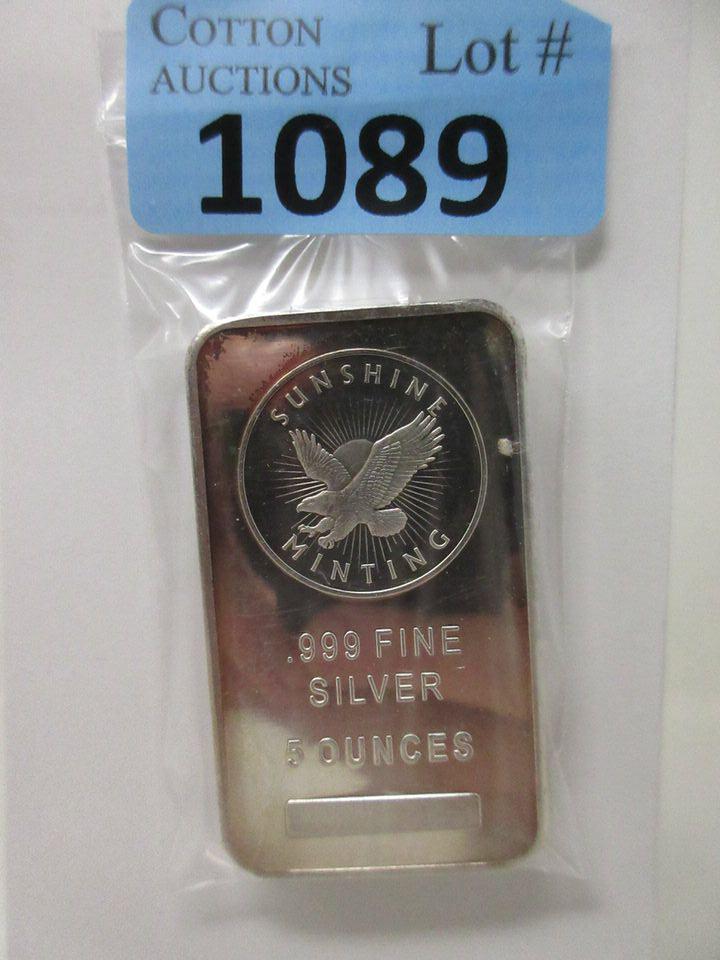 COTTON
AUCTIONS
Lot #
1089
SUNSHINE
MINTING
.999 FINE
SILVER
5 OUNCES